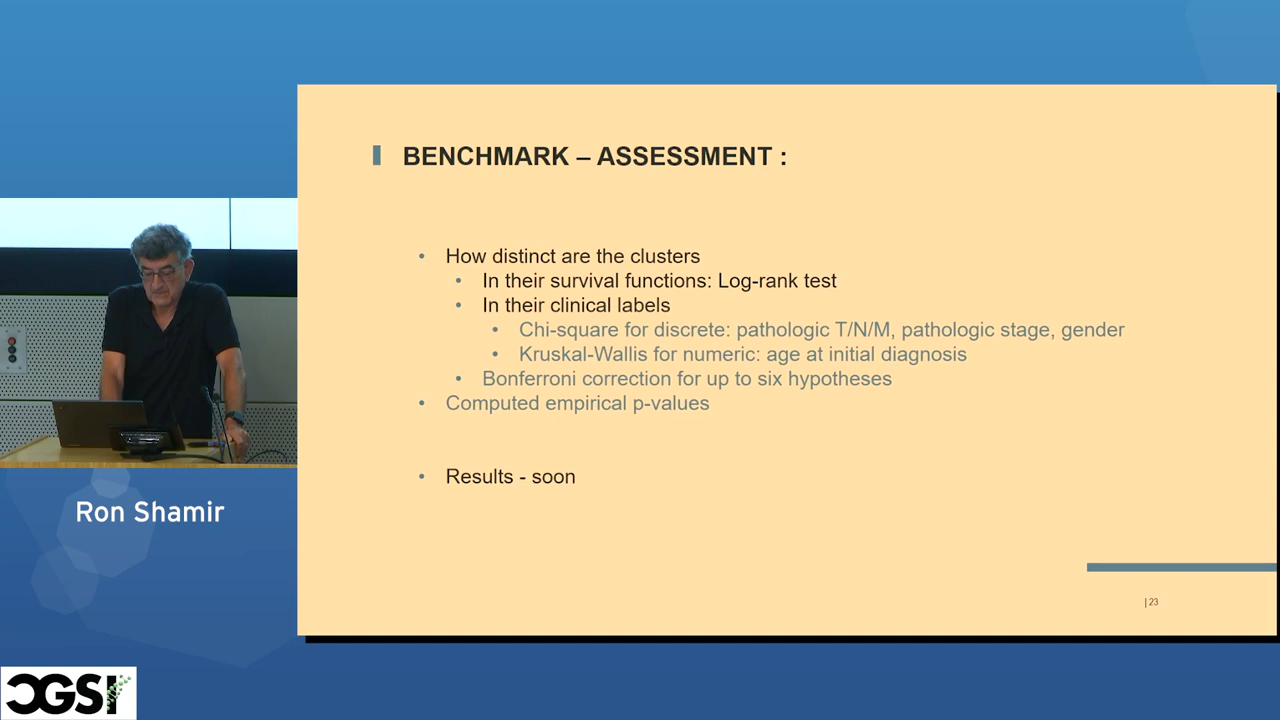 BENCHMARK – ASSESSMENT :
• How distinct are the clusters
• In their survival functions: Log-rank test
• In their clinical labels
• Chi-square for discrete: pathologic T/N/M, pathologic stage, gender
• Kruskal-Wallis for numeric: age at initial diagnosis
• Bonferroni correction for up to six hypotheses
• Computed empirical p-values
• Results - soon
| 23
Ron Shamir
CGSI